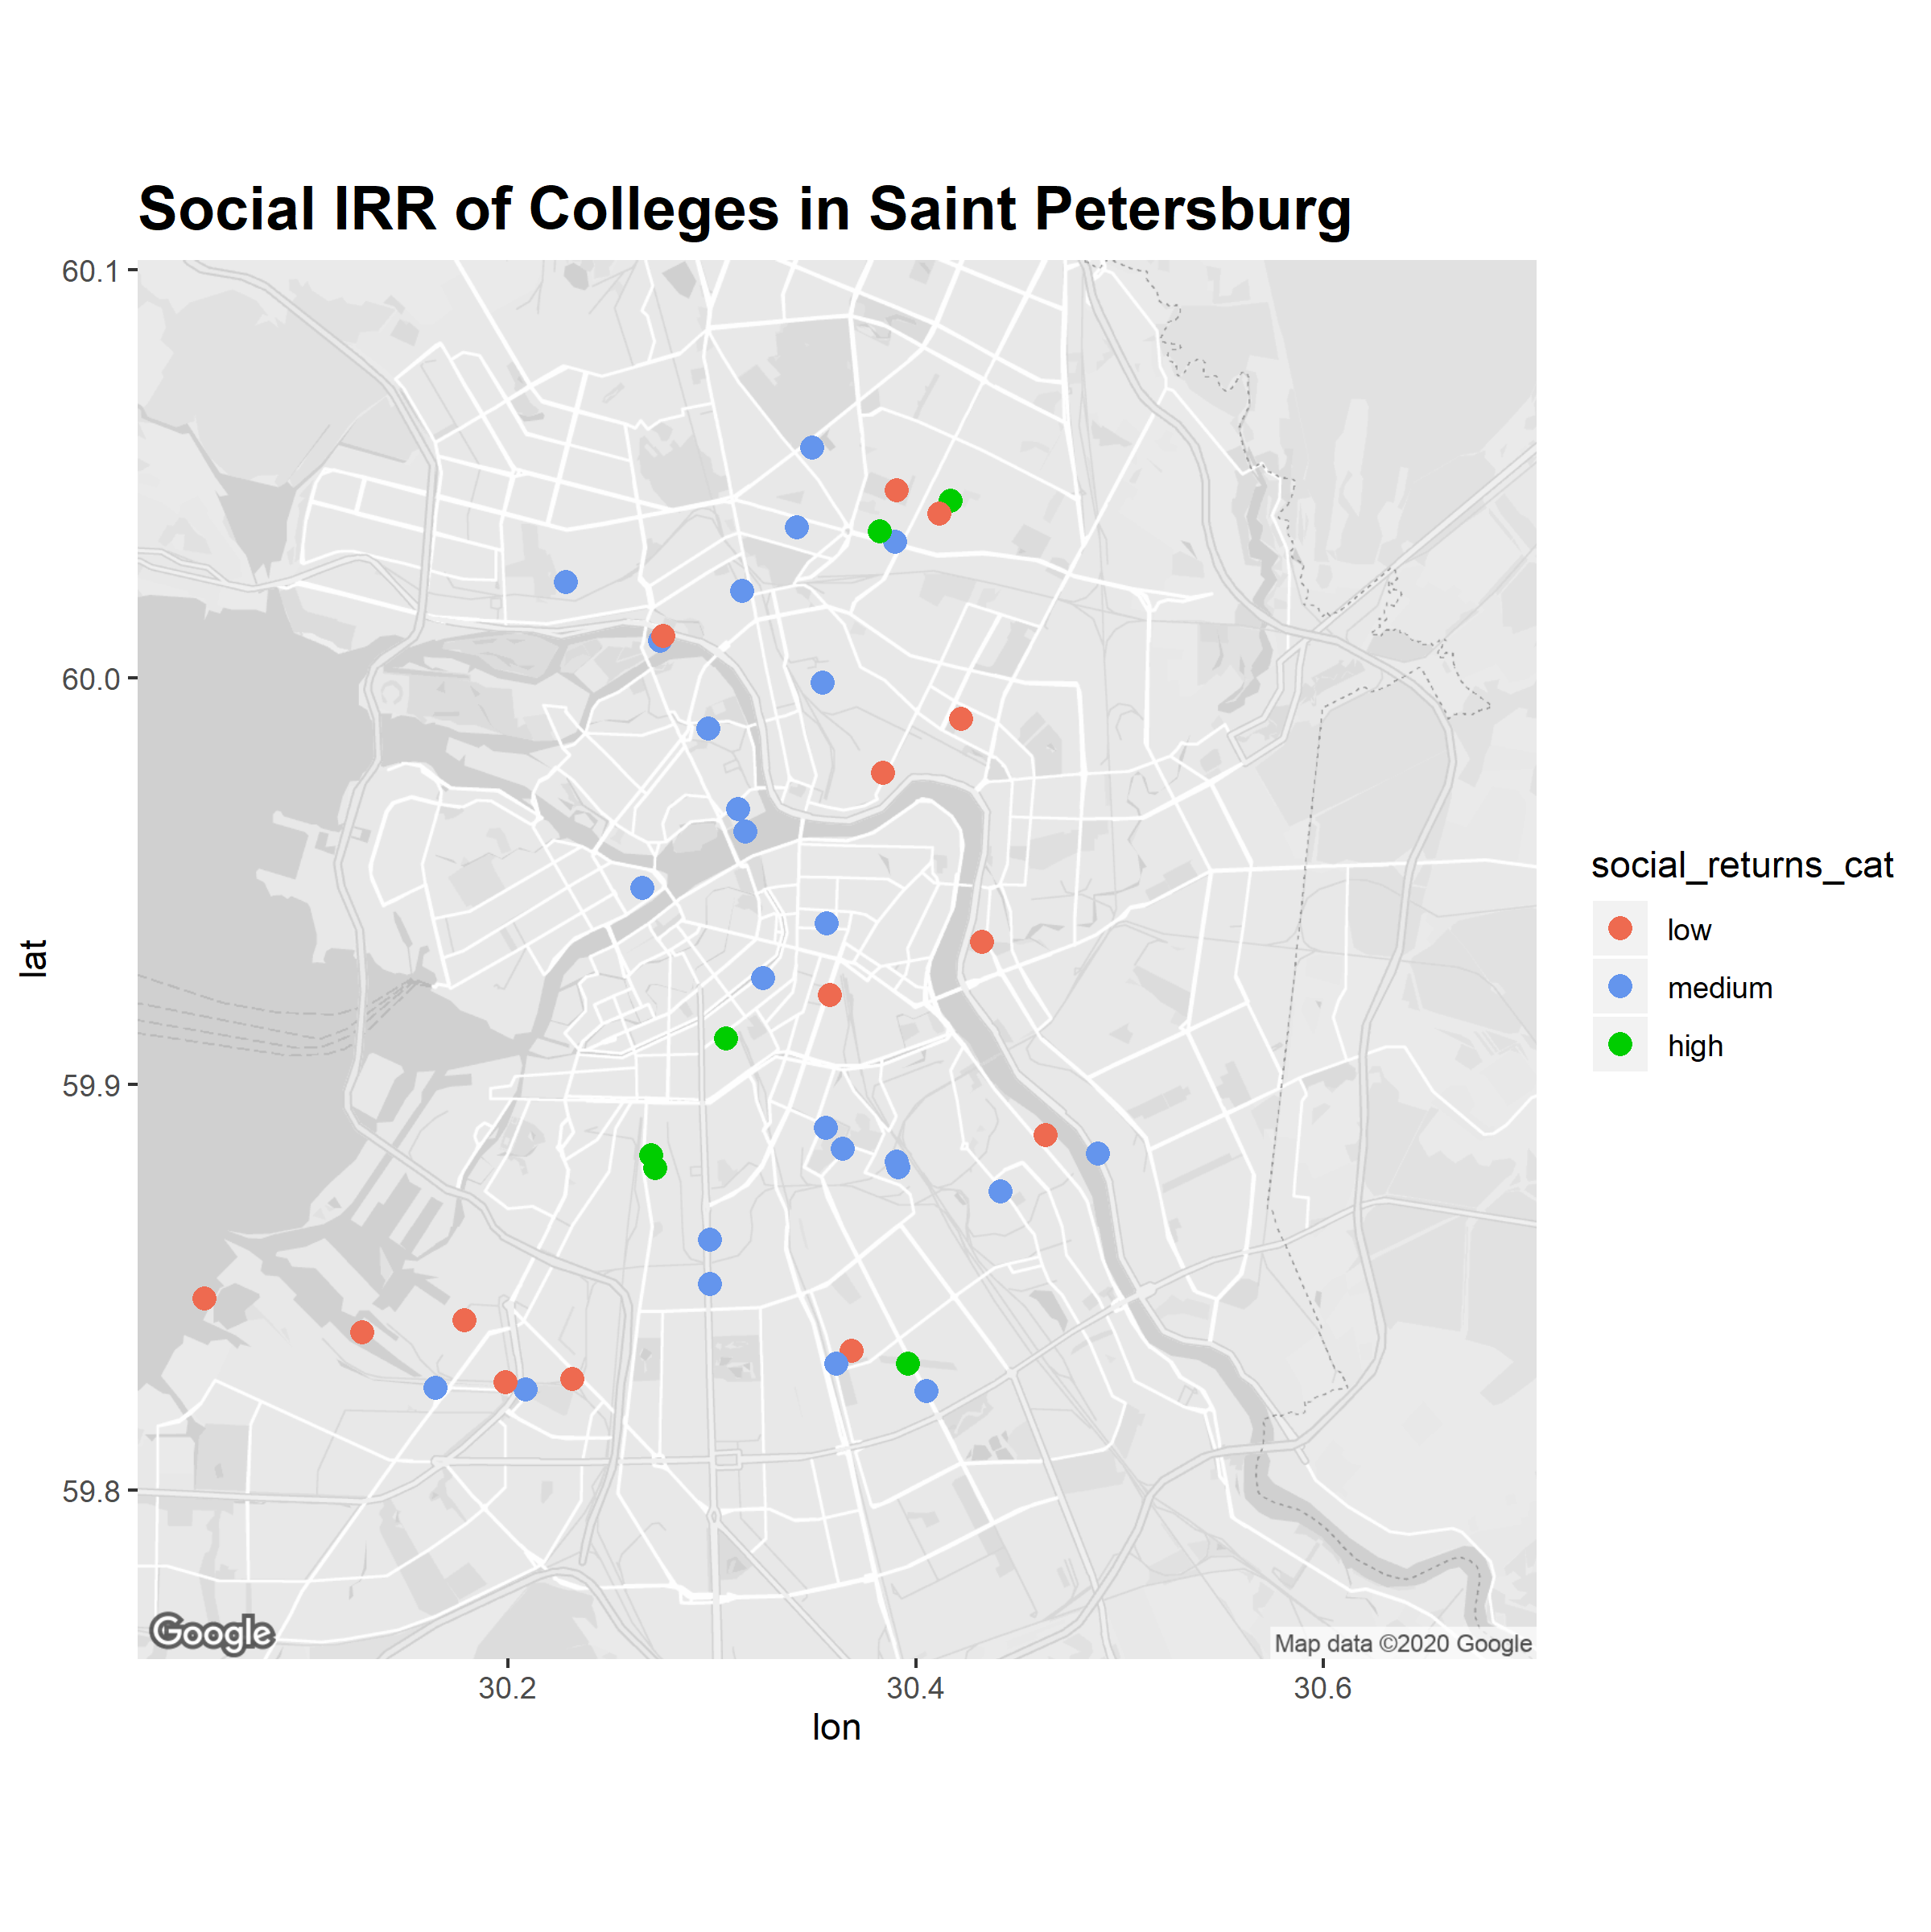 Social IRR of Colleges in Saint Petersburg
60.1
60.0
59.9
59.8
lat
30.2
30.4
30.6
lon
social_returns_cat
low
medium
high
Google
Map data ©2020 Google